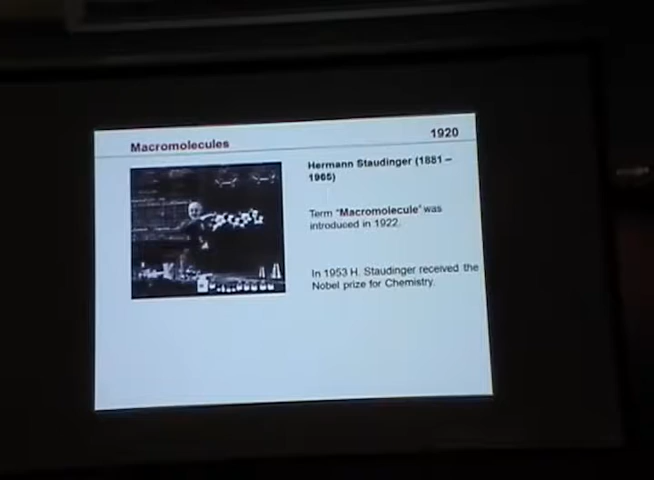 Macromolecules
1920
Hermann Staudinger (1881 –
1965)
Term "Macromolecule" was
introduced in 1922.
In 1953 H. Staudinger received the
Nobel prize for Chemistry.